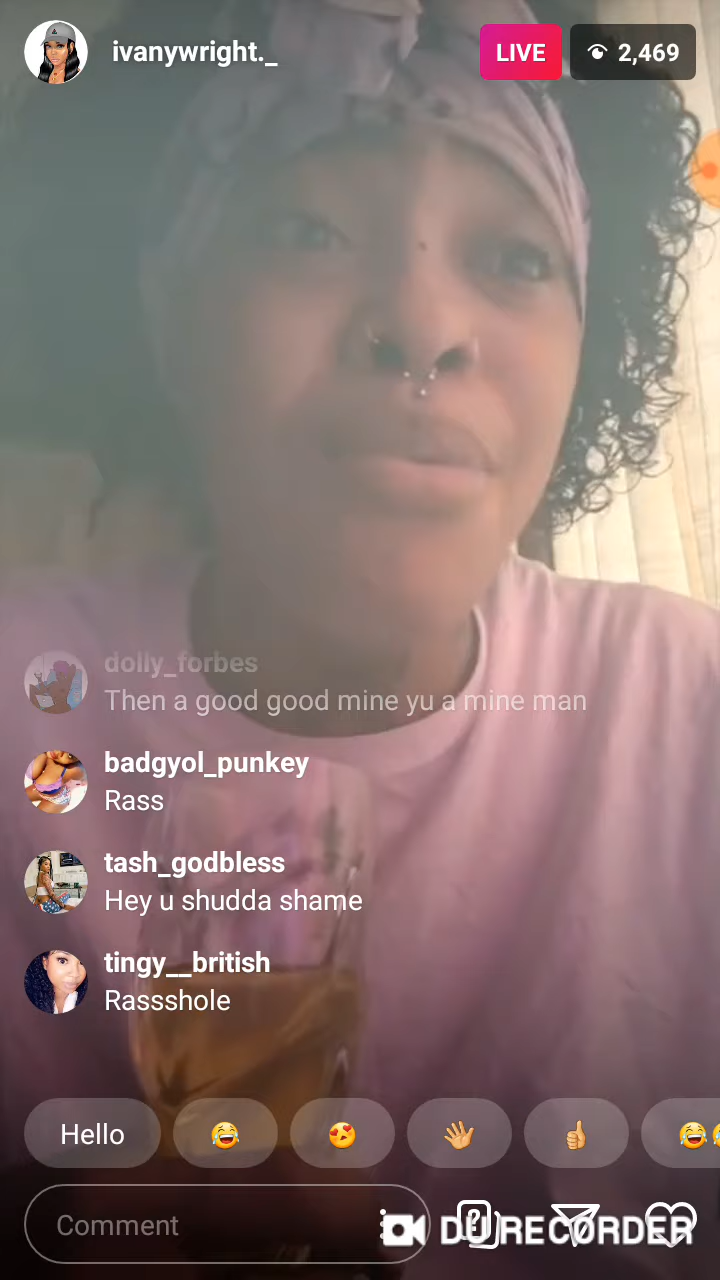 ivanywright._
LIVE
2,469
dolly_forbes
Then a good good mine yu a mine man
badgyol_punkey
Rass
tash_godbless
Hey u shudda shame
tingy__british
Rassshole
Hello
Comment
DU RECORDER